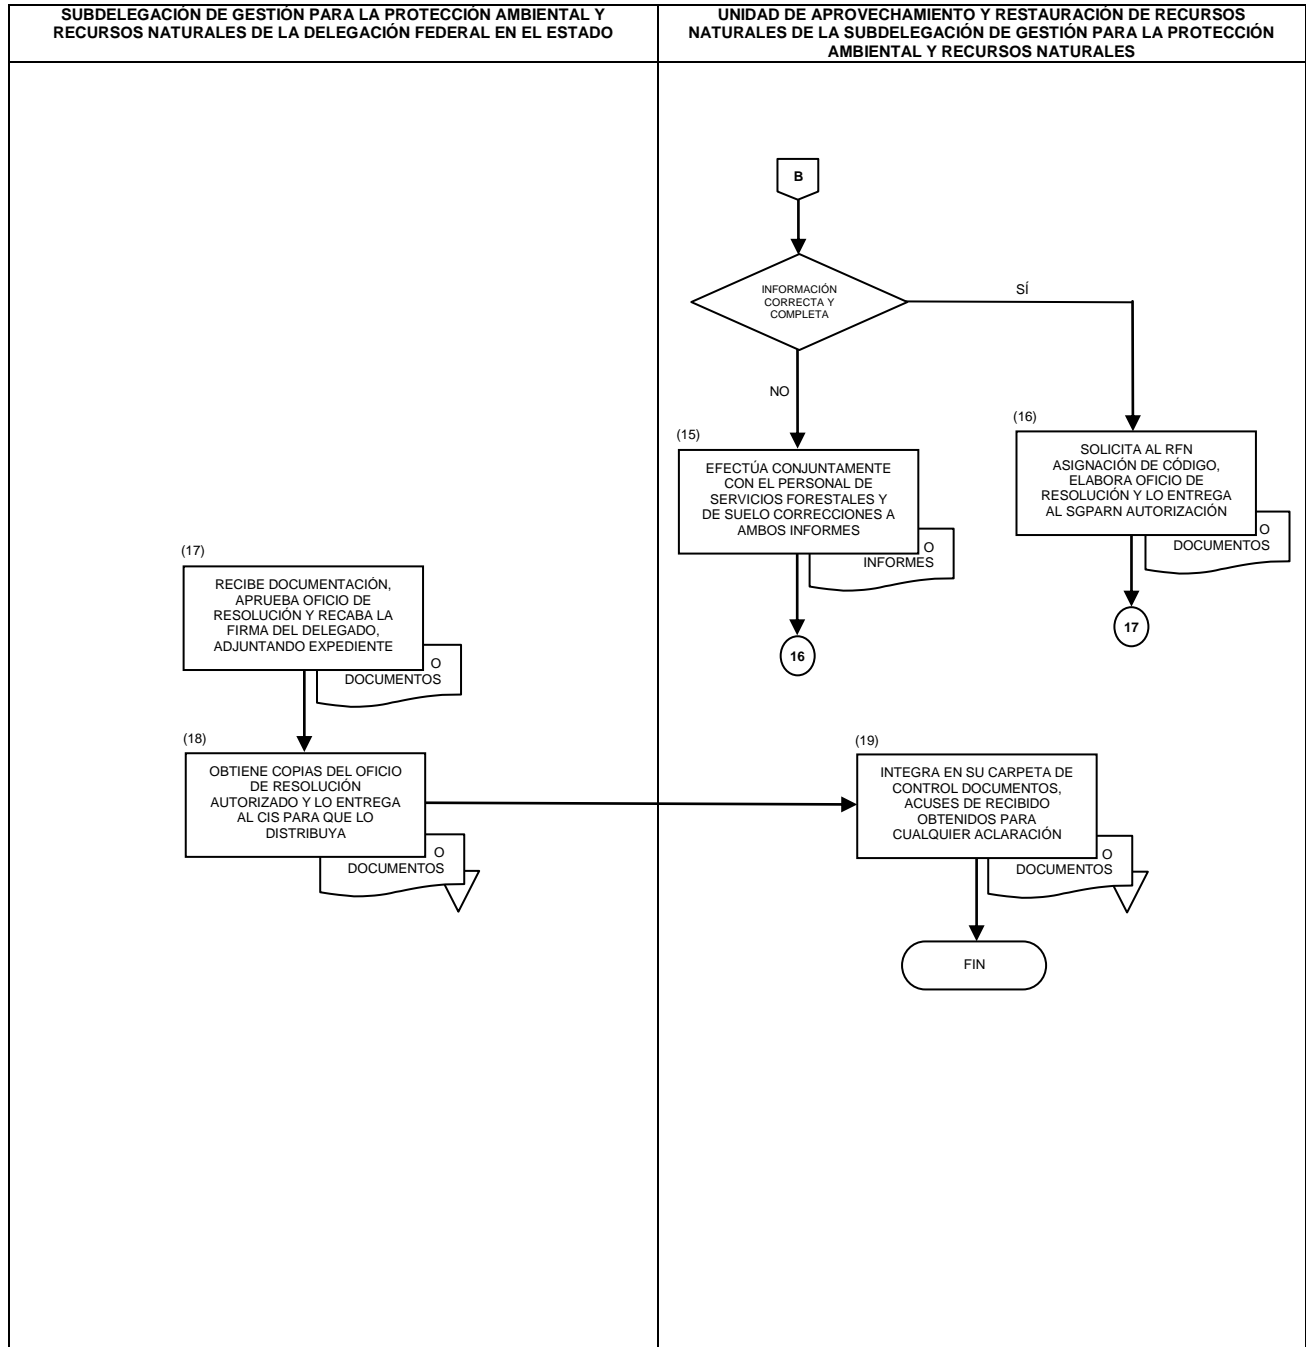 SUBDELEGACIÓN DE GESTIÓN PARA LA PROTECCIÓN AMBIENTAL Y
RECURSOS NATURALES DE LA DELEGACIÓN FEDERAL EN EL ESTADO
UNIDAD DE APROVECHAMIENTO Y RESTAURACIÓN DE RECURSOS
NATURALES DE LA SUBDELEGACIÓN DE GESTIÓN PARA LA PROTECCIÓN
AMBIENTAL Y RECURSOS NATURALES
B
INFORMACIÓN
CORRECTA Y
COMPLETA
SÍ
NO
(15)
EFECTÚA CONJUNTAMENTE
CON EL PERSONAL DE
SERVICIOS FORESTALES Y
DE SUELO CORRECCIONES A
AMBOS INFORMES
O
INFORMES
16
(16)
SOLICITA AL RFN
ASIGNACIÓN DE CÓDIGO,
ELABORA OFICIO DE
RESOLUCIÓN Y LO ENTREGA
AL SGPARN AUTORIZACIÓN
O
DOCUMENTOS
17
(17)
RECIBE DOCUMENTACIÓN,
APRUEBA OFICIO DE
RESOLUCIÓN Y RECABA LA
FIRMA DEL DELEGADO,
ADJUNTANDO EXPEDIENTE
O
DOCUMENTOS
(18)
OBTIENE COPIAS DEL OFICIO
DE RESOLUCIÓN
AUTORIZADO Y LO ENTREGA
AL CIS PARA QUE LO
DISTRIBUYA
O
DOCUMENTOS
(19)
INTEGRA EN SU CARPETA DE
CONTROL DOCUMENTOS,
ACUSES DE RECIBIDO
OBTENIDOS PARA
CUALQUIER ACLARACIÓN
O
DOCUMENTOS
FIN